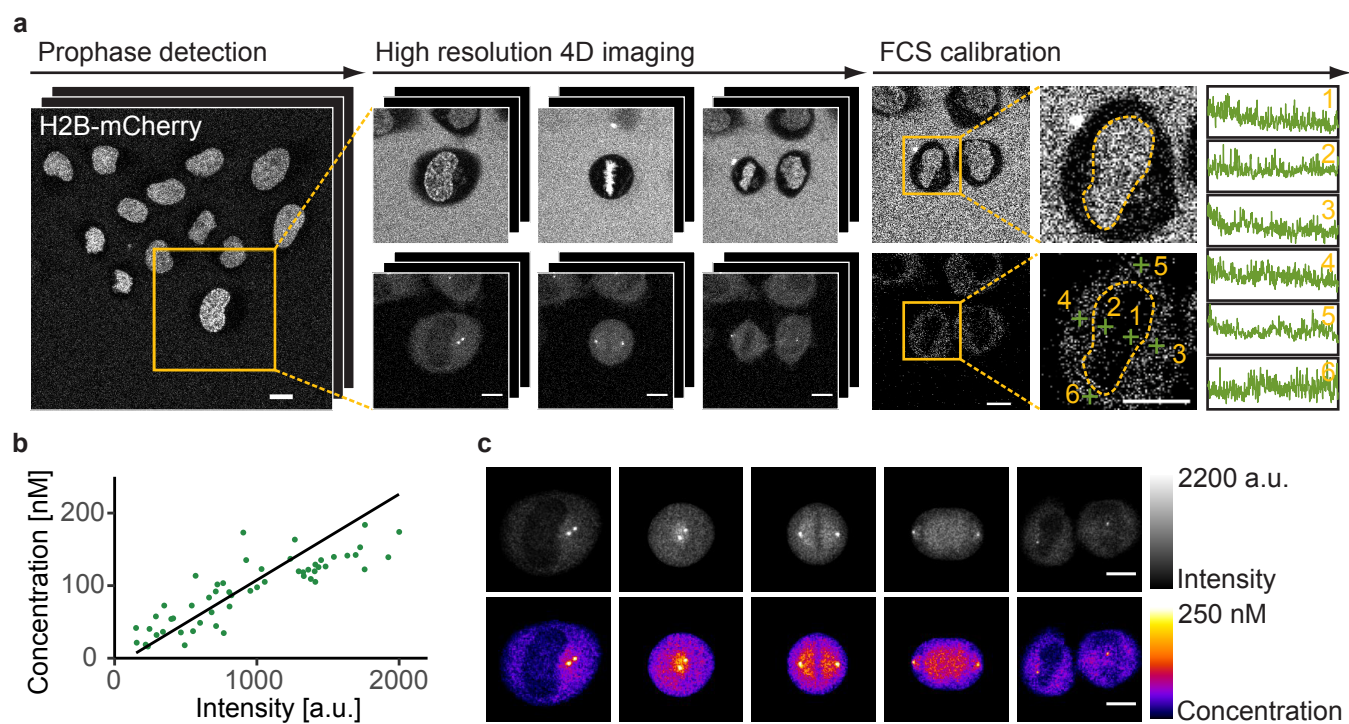 a
Prophase detection
High resolution 4D imaging
FCS calibration
H2B-mCherry
1
2
3
4
5
6
5
4
2
1
3
6
b
Concentration [nM]
200
100
0
0
1000
2000
Intensity [a.u.]
c
2200 a.u.
Intensity
250 nM
Concentration